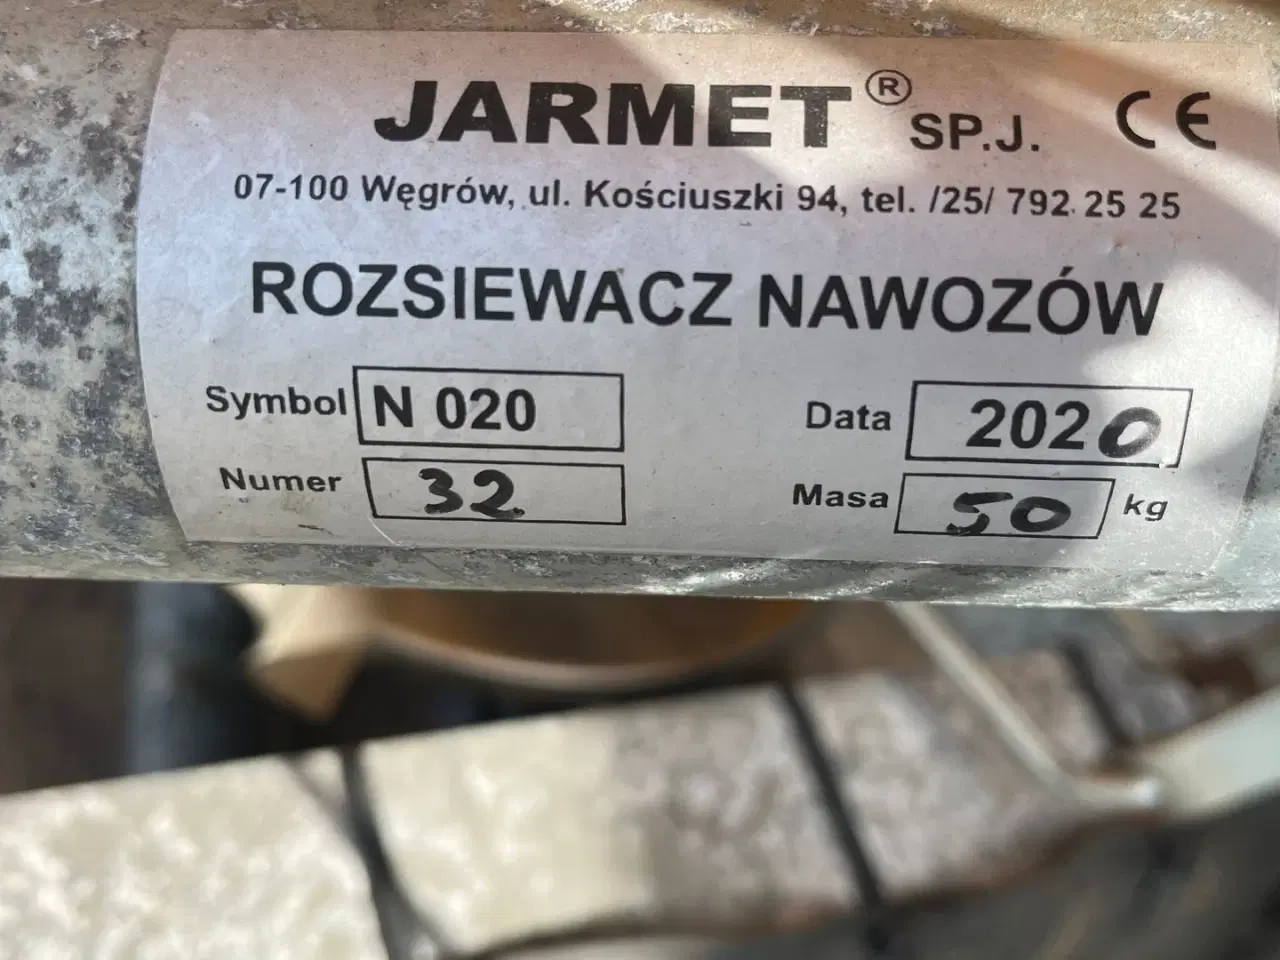 JARMET® SP.J. CE
07-100 Węgrów, ul. Kościuszki 94, tel. /25/ 792 25 25
ROZSIEWACZ NAWOZÓW
Symbol N 020 Data 2020
Numer 32 Masa 50 kg